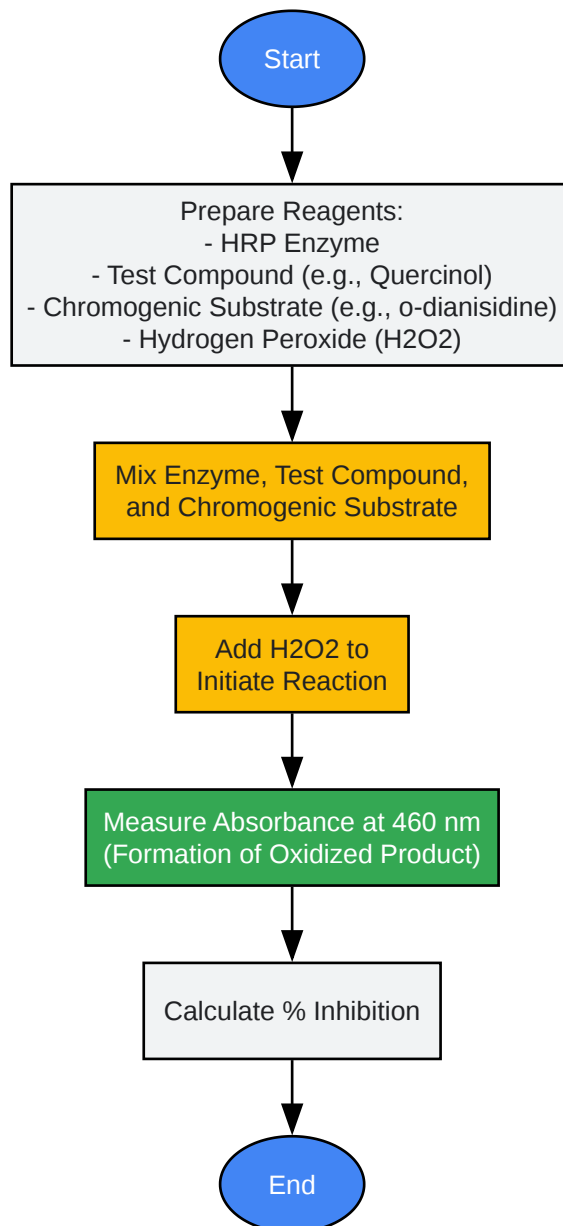 Start
Prepare Reagents:
- HRP Enzyme
- Test Compound (e.g., Quercinol)
- Chromogenic Substrate (e.g., o-dianisidine)
- Hydrogen Peroxide (H2O2)
Mix Enzyme, Test Compound,
and Chromogenic Substrate
Add H2O2 to
Initiate Reaction
Measure Absorbance at 460 nm
(Formation of Oxidized Product)
Calculate % Inhibition
End